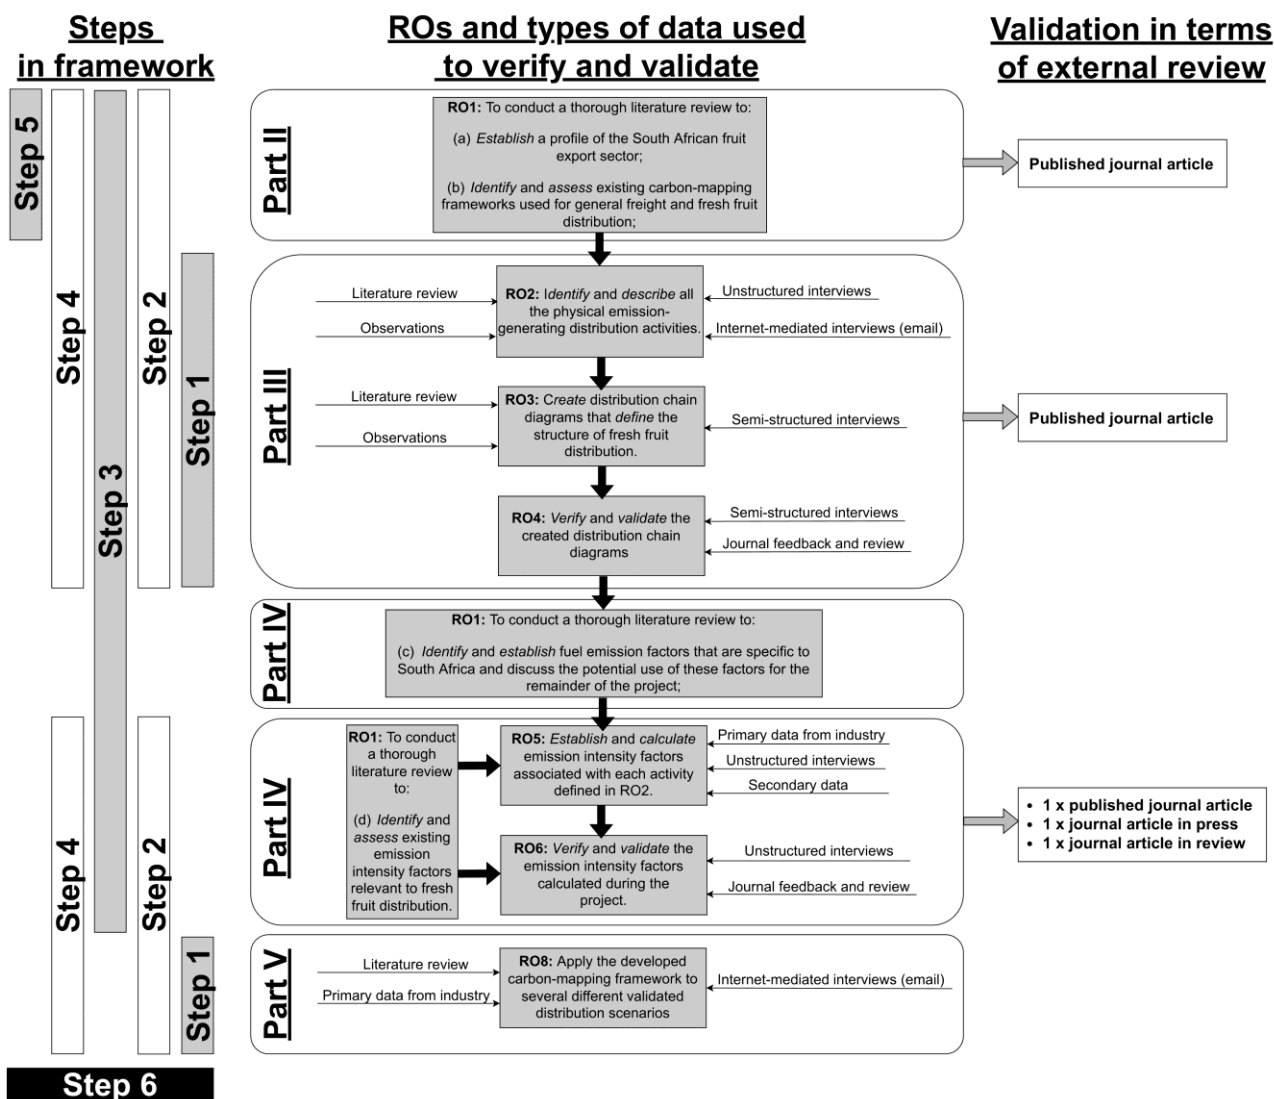 Steps
in framework
ROs and types of data used
to verify and validate
Validation in terms
of external review
Step 5
Step 4
Step 3
Step 2
Step 1
Part II
RO1: To conduct a thorough literature review to:
(a) Establish a profile of the South African fruit
export sector;
(b) Identify and assess existing carbon-mapping
frameworks used for general freight and fresh fruit
distribution;
Published journal article
Part III
Literature review
Observations
RO2: Identify and describe all
the physical emission-
generating distribution activities.
Unstructured interviews
Internet-mediated interviews (email)
Literature review
Observations
RO3: Create distribution chain
diagrams that define the
structure of fresh fruit
distribution.
Semi-structured interviews
Published journal article
RO4: Verify and validate the
created distribution chain
diagrams
Semi-structured interviews
Journal feedback and review
Part IV
RO1: To conduct a thorough literature review to:
(c) Identify and establish fuel emission factors that are specific to
South Africa and discuss the potential use of these factors for the
remainder of the project;
Step 4
Step 2
Part IV
RO1: To conduct
a thorough
literature review
to:
(d) Identify and
assess existing
emission
intensity factors
relevant to fresh
fruit distribution.
RO5: Establish and calculate
emission intensity factors
associated with each activity
defined in RO2.
Primary data from industry
Unstructured interviews
Secondary data
RO6: Verify and validate the
emission intensity factors
calculated during the
project.
Unstructured interviews
Journal feedback and review
• 1 x published journal article
• 1 x journal article in press
• 1 x journal article in review
Step 1
Part V
Literature review
Primary data from industry
RO8: Apply the developed
carbon-mapping framework to
several different validated
distribution scenarios
Internet-mediated interviews (email)
Step 6